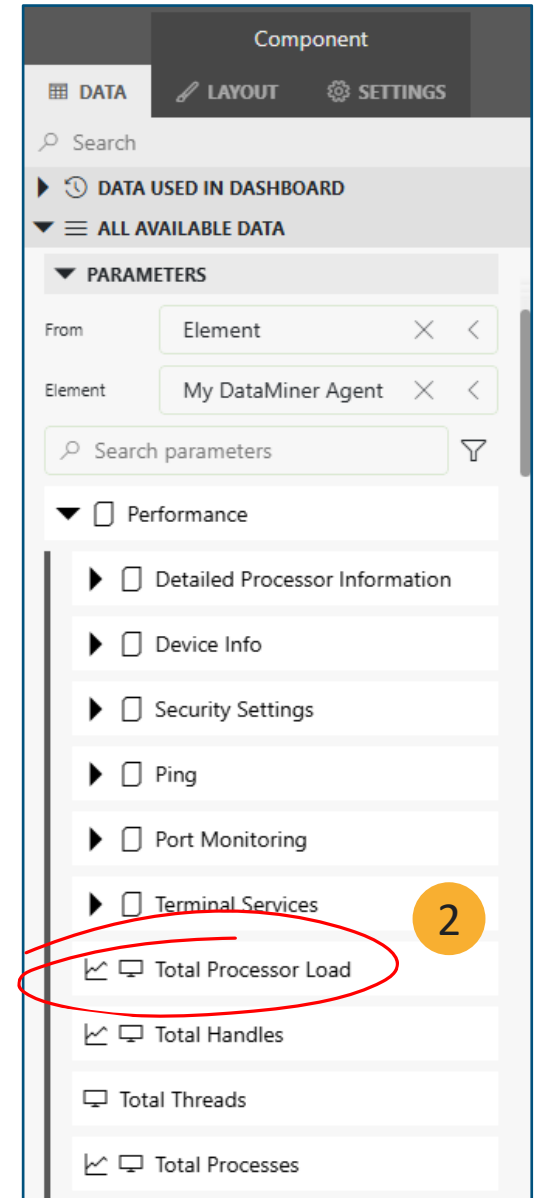 Component
DATA
LAYOUT
SETTINGS
Search
DATA USED IN DASHBOARD
ALL AVAILABLE DATA
PARAMETERS
From
Element
Element
My DataMiner Agent
Search parameters
Performance
Detailed Processor Information
Device Info
Security Settings
Ping
Port Monitoring
Terminal Services
2
Total Processor Load
Total Handles
Total Threads
Total Processes